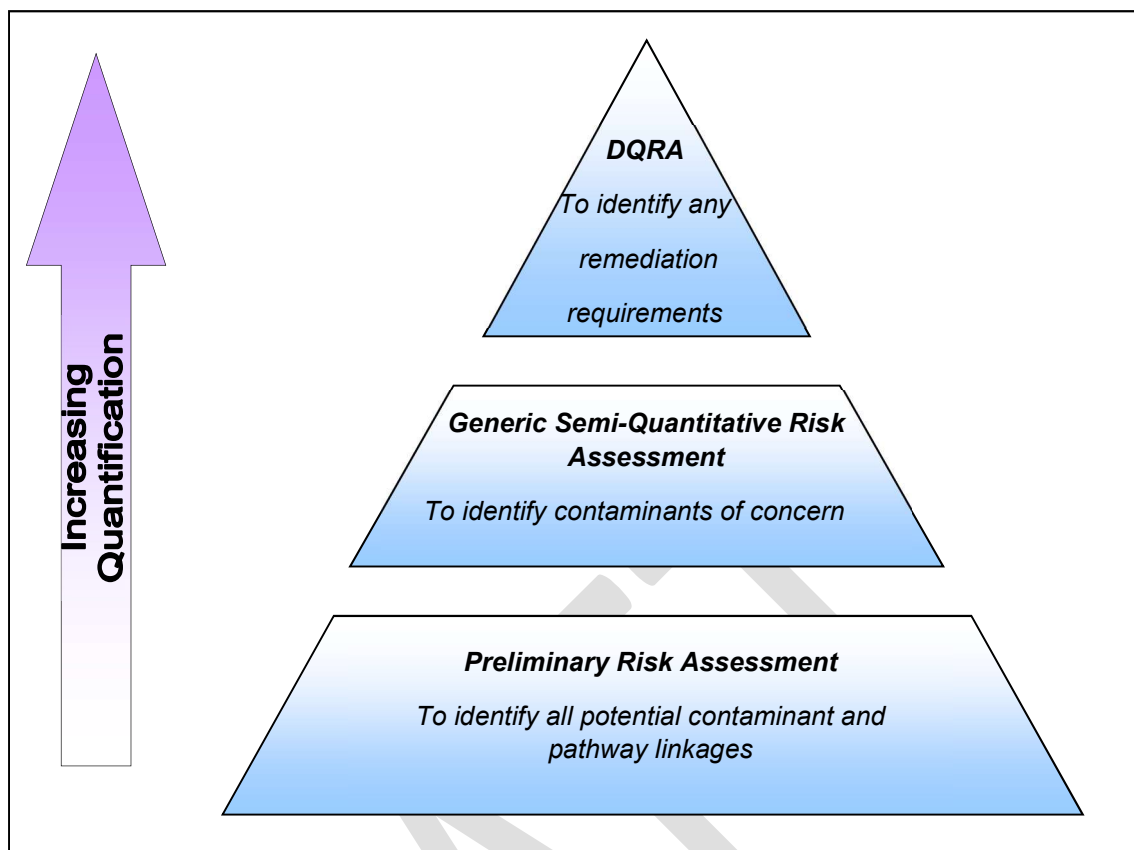 Increasing
Quantification
DQRA
To identify any
remediation
requirements
Generic Semi-Quantitative Risk
Assessment
To identify contaminants of concern
Preliminary Risk Assessment
To identify all potential contaminant and
pathway linkages